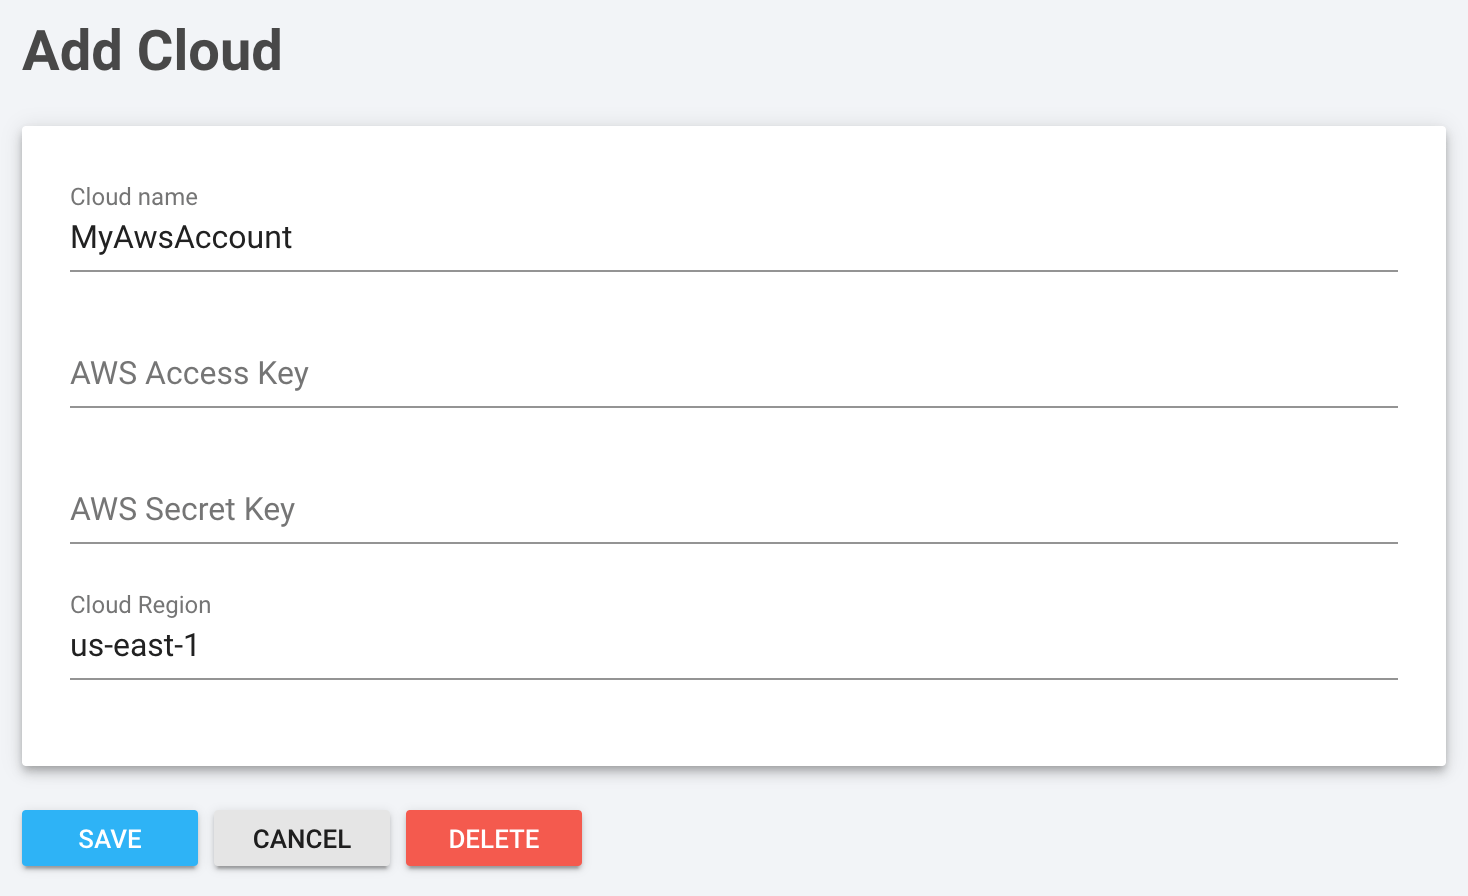 Add Cloud
Cloud name
MyAwsAccount
AWS Access Key
AWS Secret Key
Cloud Region
us-east-1
SAVE CANCEL DELETE